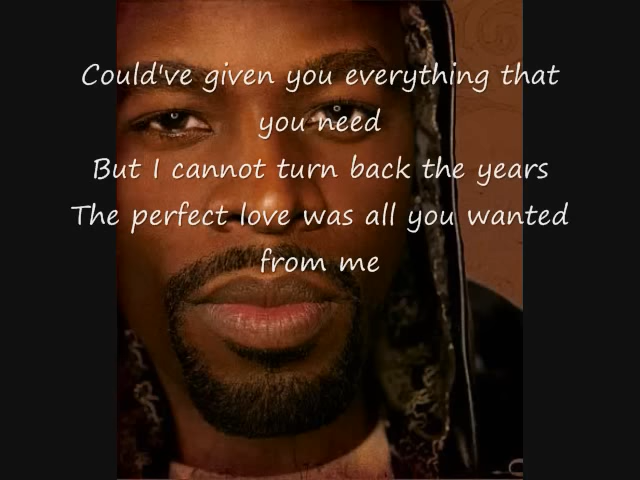 Could've given you everything that
you need
But I cannot turn back the years
The perfect love was all you wanted
from me